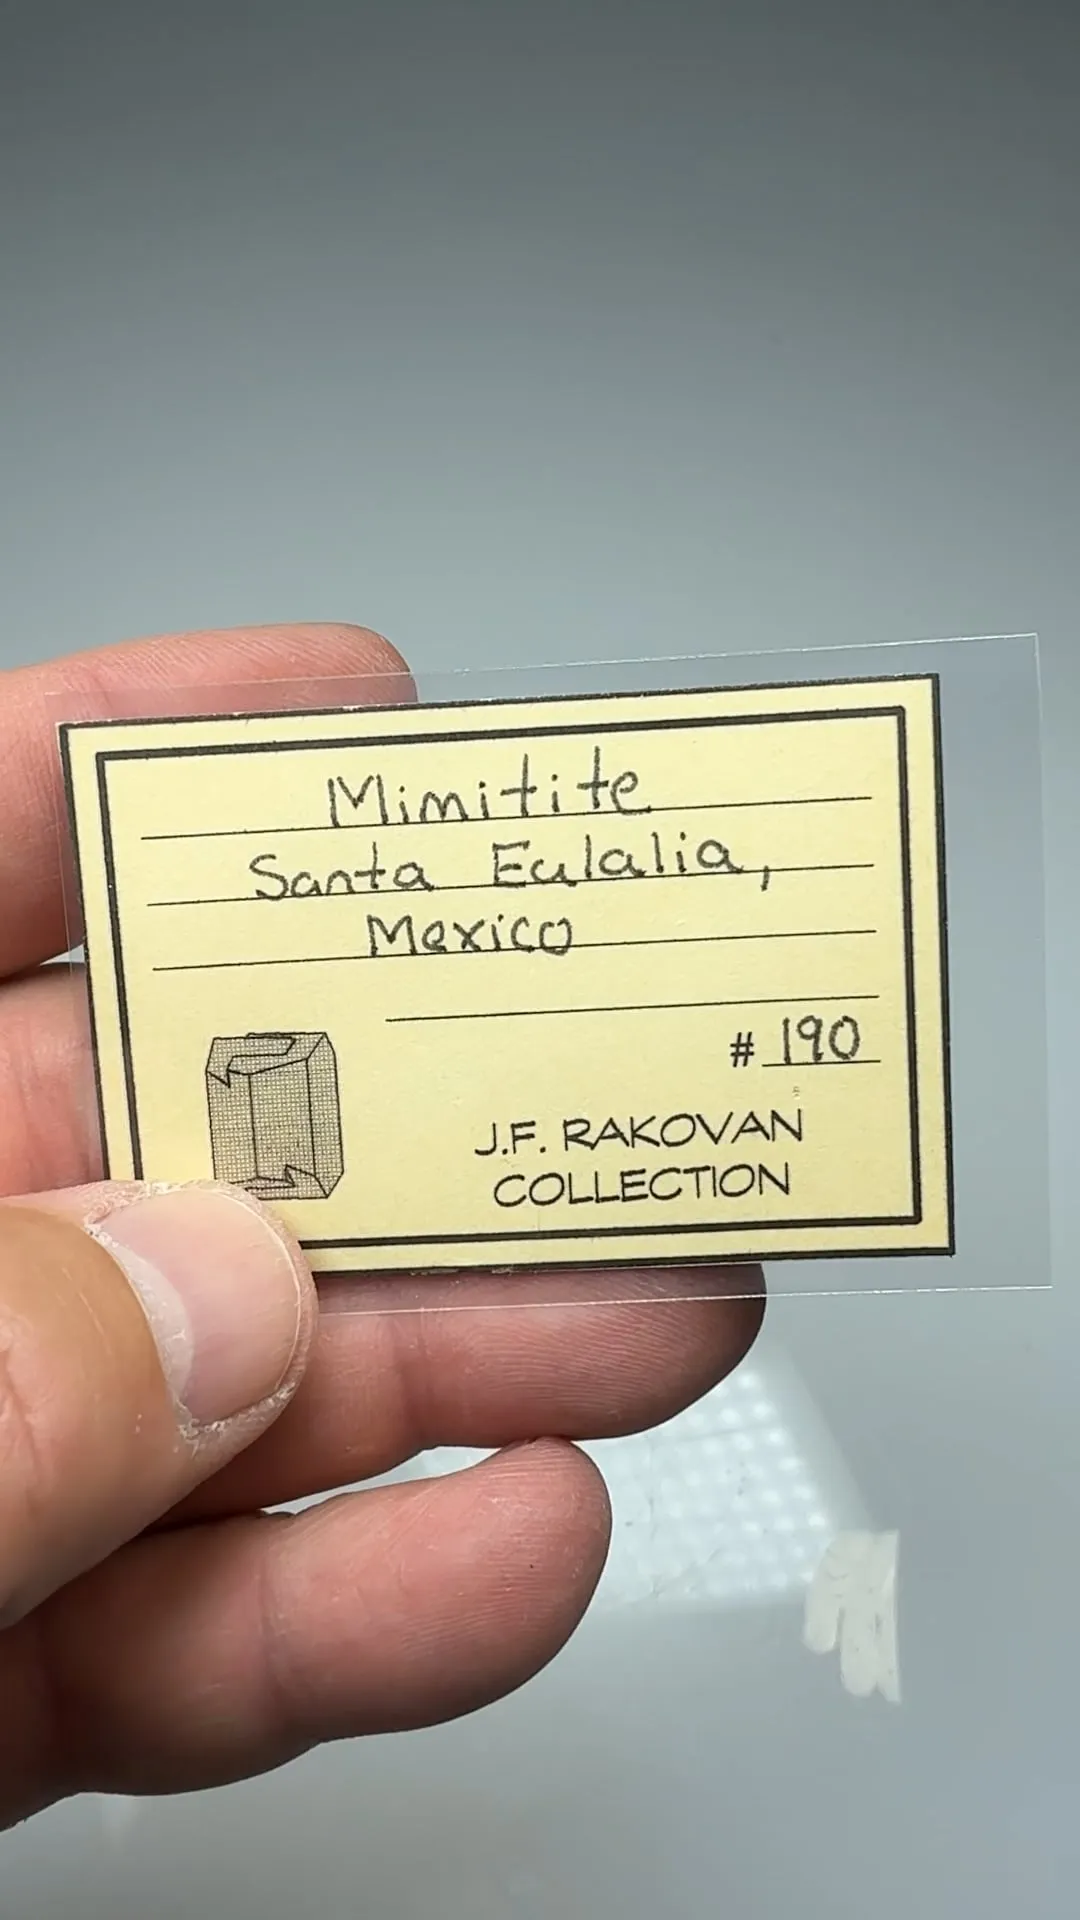 Mimitite
Santa Eulalia,
Mexico
# 190
J.F. RAKOVAN
COLLECTION